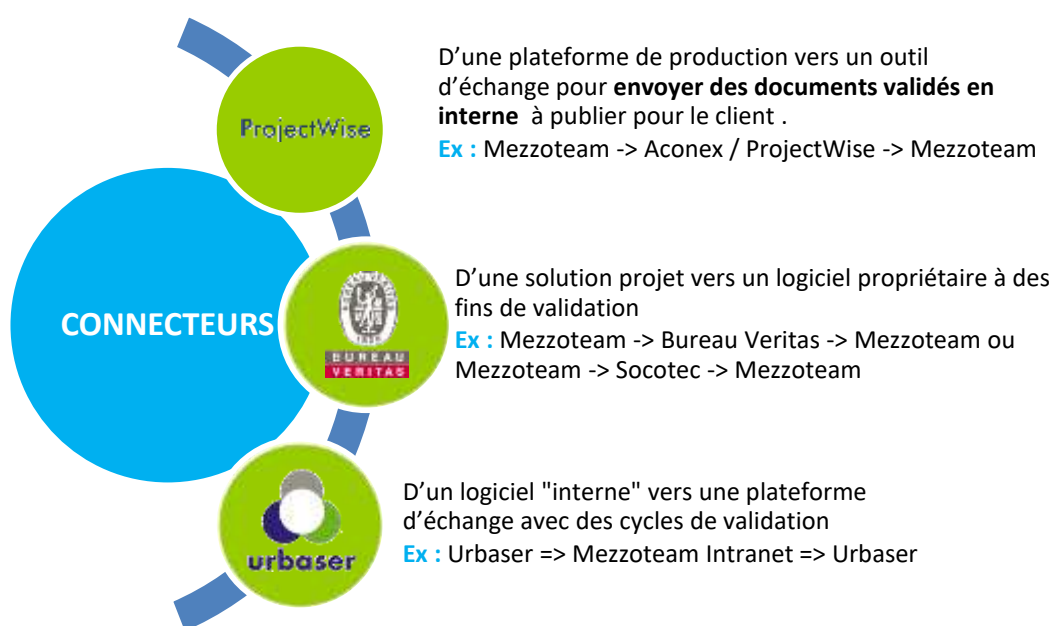 D’une plateforme de production vers un outil
d’échange pour envoyer des documents validés en
interne à publier pour le client .
Ex : Mezzoteam -> Aconex / ProjectWise -> Mezzoteam
ProjectWise
D’une solution projet vers un logiciel propriétaire à des
fins de validation
Ex : Mezzoteam -> Bureau Veritas -> Mezzoteam ou
Mezzoteam -> Socotec -> Mezzoteam
CONNECTEURS
BUREAU
VERITAS
D’un logiciel "interne" vers une plateforme
d’échange avec des cycles de validation
Ex : Urbaser => Mezzoteam Intranet => Urbaser
urbaser